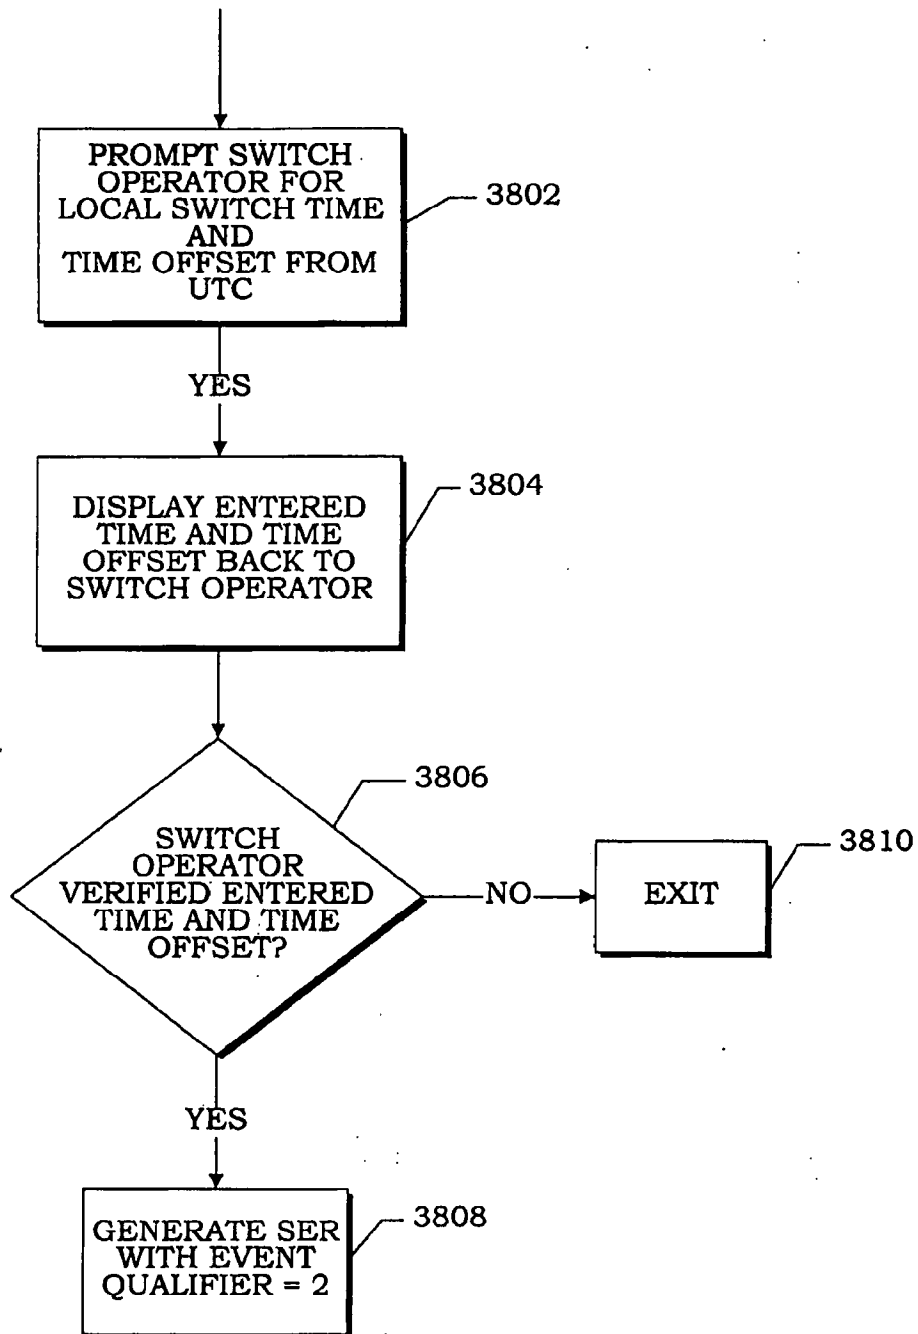 PROMPT SWITCH
OPERATOR FOR
LOCAL SWITCH TIME
AND
TIME OFFSET FROM
UTC
3802
YES
3804
DISPLAY ENTERED
TIME AND TIME
OFFSET BACK TO
SWITCH OPERATOR
3806
SWITCH
OPERATOR
VERIFIED ENTERED
TIME AND TIME
OFFSET?
NO
EXIT
3810
YES
3808
GENERATE SER
WITH EVENT
QUALIFIER = 2